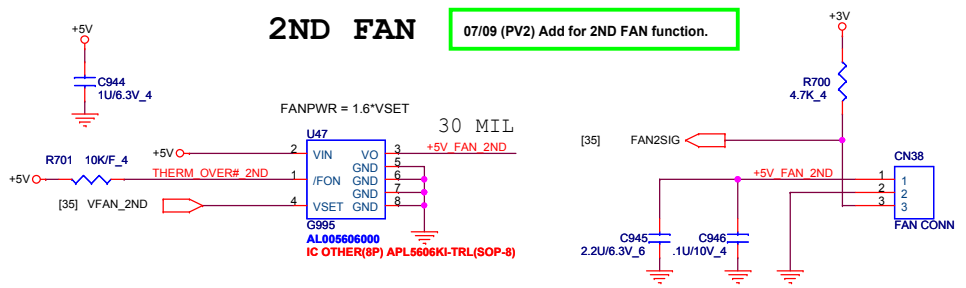 2ND FAN
07/09 (PV2) Add for 2ND FAN function.
+5V
C944
1U/6.3V_4
FANPWR = 1.6*VSET
U47
30 MIL
+5V
2 VIN VO 3
+5V_FAN_2ND
GND 5
R701 10K/F_4
+5V
THERM_OVER#_2ND
1 /FON GND 6
GND 7
[35] VFAN_2ND
4 VSET GND 8
G995
AL005606000
IC OTHER(8P) APL5606KI-TRL(SOP-8)
+3V
R700
4.7K_4
[35] FAN2SIG
CN38
+5V_FAN_2ND
1 1
2 2
3 3
FAN CONN
C945
2.2U/6.3V_6
C946
.1U/10V_4